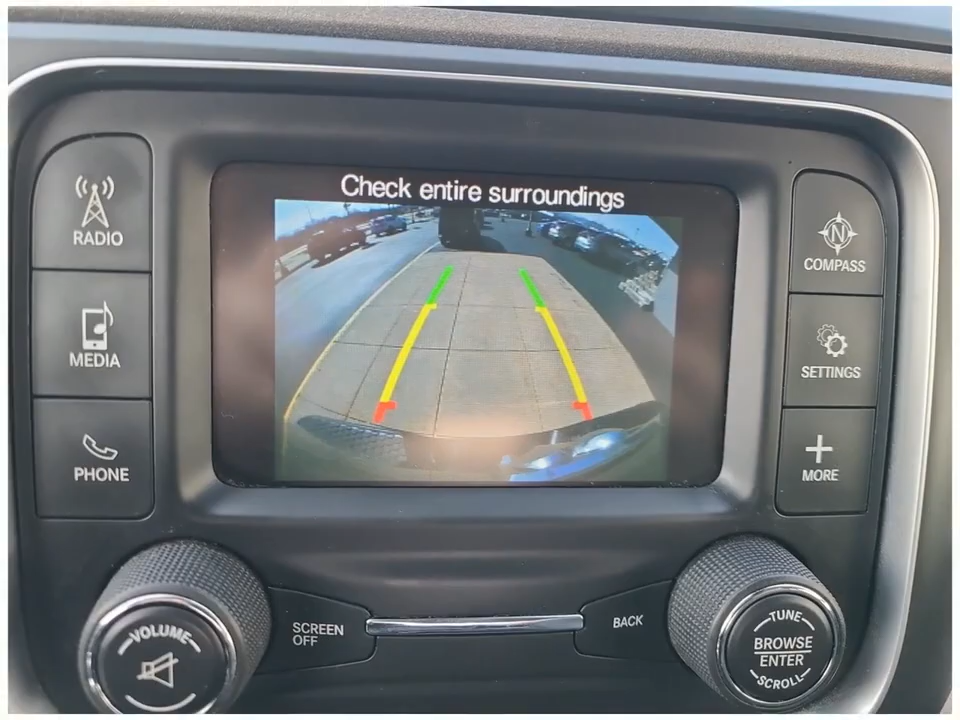 Check entire surroundings
RADIO
MEDIA
PHONE
N
COMPASS
SETTINGS
MORE
VOLUME
SCREEN
OFF
BACK
TUNE
BROWSE
ENTER
SCROLL